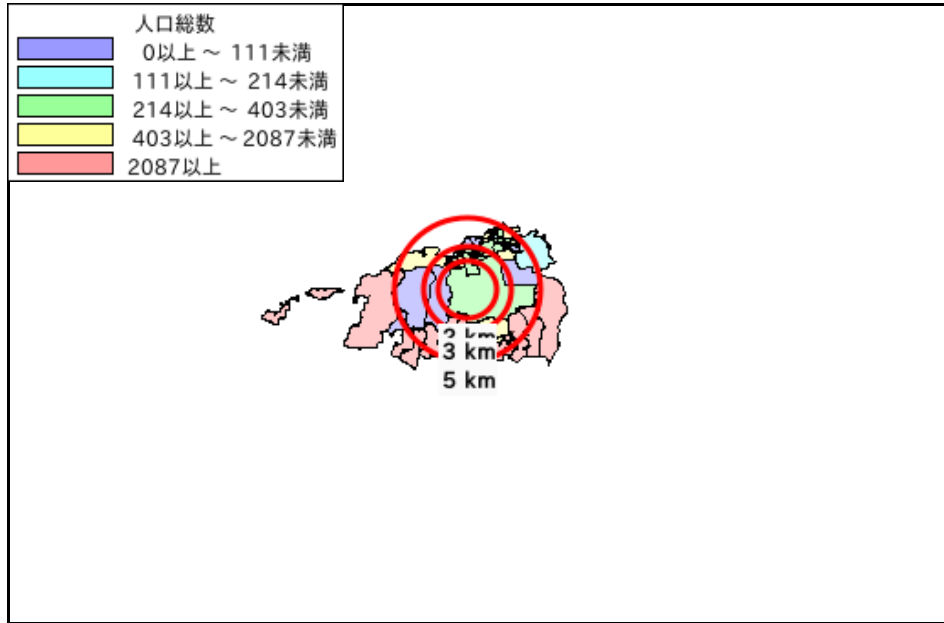 人口総数
0以上 ～ 111未満
111以上 ～ 214未満
214以上 ～ 403未満
403以上 ～ 2087未満
2087以上
3 km
5 km